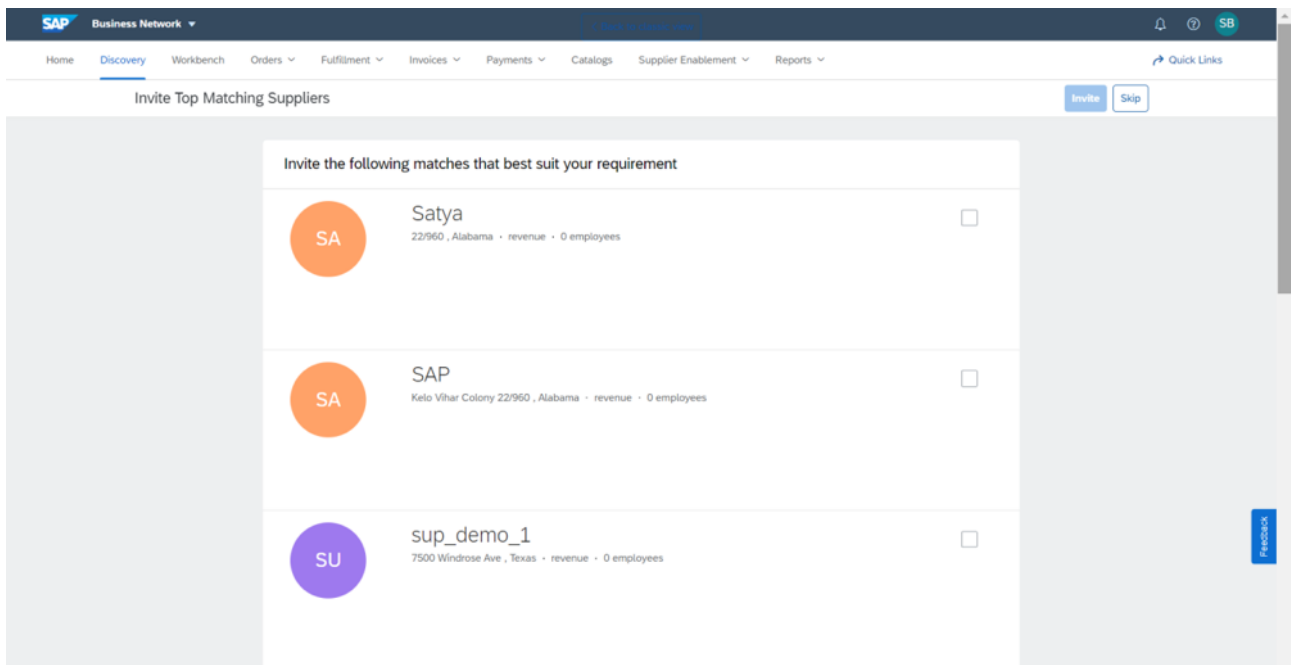 SAP Business Network
SB
Home Discovery Workbench Orders Fulfillment Invoices Payments Catalogs Supplier Enablement Reports Quick Links
Invite Top Matching Suppliers Invite Skip
Invite the following matches that best suit your requirement
SA
Satya
22/960 , Alabama · revenue · 0 employees
SA
SAP
Kelo Vihar Colony 22/960 , Alabama · revenue · 0 employees
SU
sup_demo_1
7500 Windrose Ave , Texas · revenue · 0 employees
Feedback